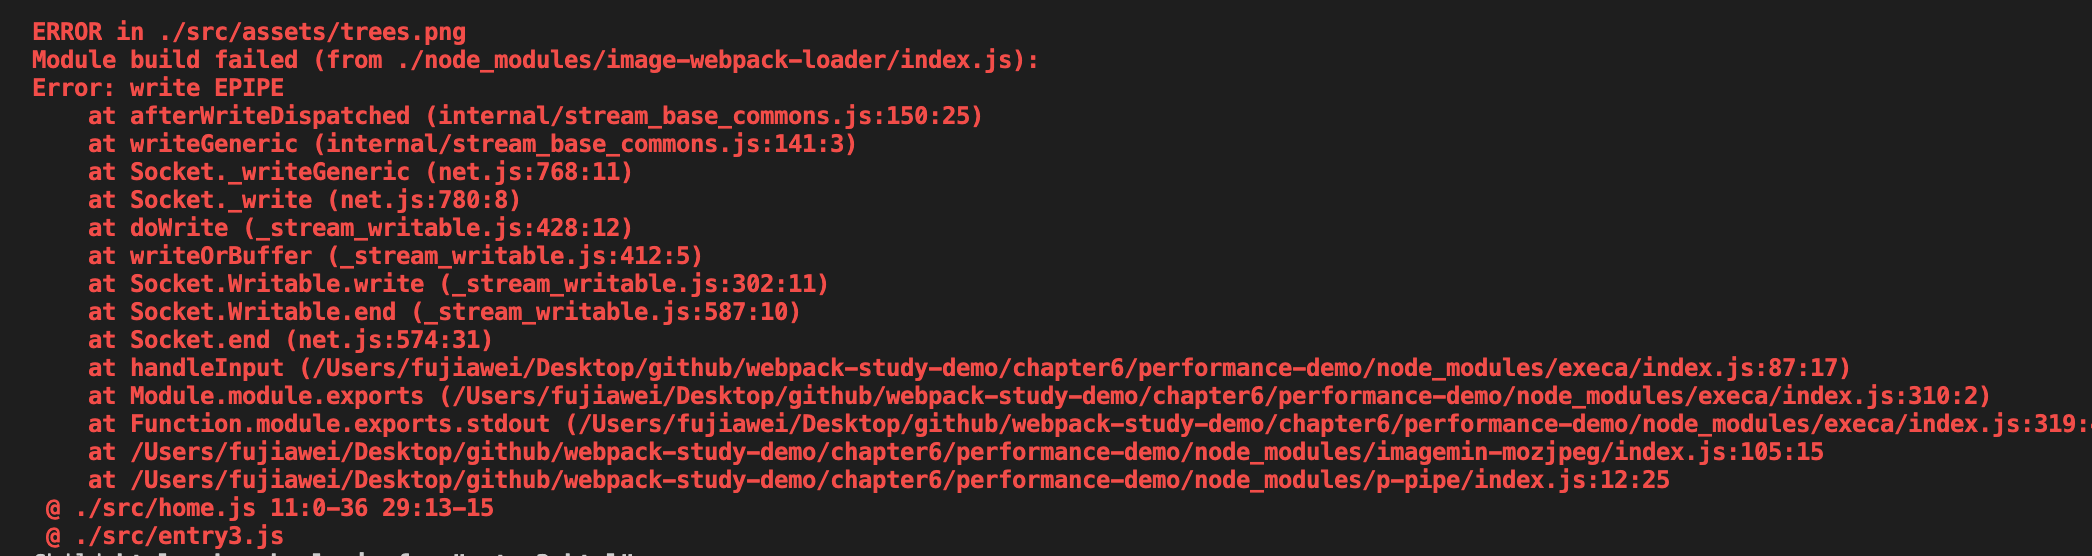 ERROR in ./src/assets/trees.png
Module build failed (from ./node_modules/image-webpack-loader/index.js):
Error: write EPIPE
    at afterWriteDispatched (internal/stream_base_commons.js:150:25)
    at writeGeneric (internal/stream_base_commons.js:141:3)
    at Socket._writeGeneric (net.js:768:11)
    at Socket._write (net.js:780:8)
    at doWrite (_stream_writable.js:428:12)
    at writeOrBuffer (_stream_writable.js:412:5)
    at Socket.Writable.write (_stream_writable.js:302:11)
    at Socket.Writable.end (_stream_writable.js:587:10)
    at Socket.end (net.js:574:31)
    at handleInput (/Users/fujiawei/Desktop/github/webpack-study-demo/chapter6/performance-demo/node_modules/execa/index.js:87:17)
    at Module.module.exports (/Users/fujiawei/Desktop/github/webpack-study-demo/chapter6/performance-demo/node_modules/execa/index.js:310:2)
    at Function.module.exports.stdout (/Users/fujiawei/Desktop/github/webpack-study-demo/chapter6/performance-demo/node_modules/execa/index.js:319:
    at /Users/fujiawei/Desktop/github/webpack-study-demo/chapter6/performance-demo/node_modules/imagemin-mozjpeg/index.js:105:15
    at /Users/fujiawei/Desktop/github/webpack-study-demo/chapter6/performance-demo/node_modules/p-pipe/index.js:12:25
 @ ./src/home.js 11:0-36 29:13-15
 @ ./src/entry3.js